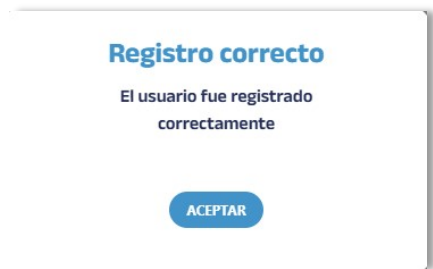 Registro correcto
El usuario fue registrado
correctamente
ACEPTAR